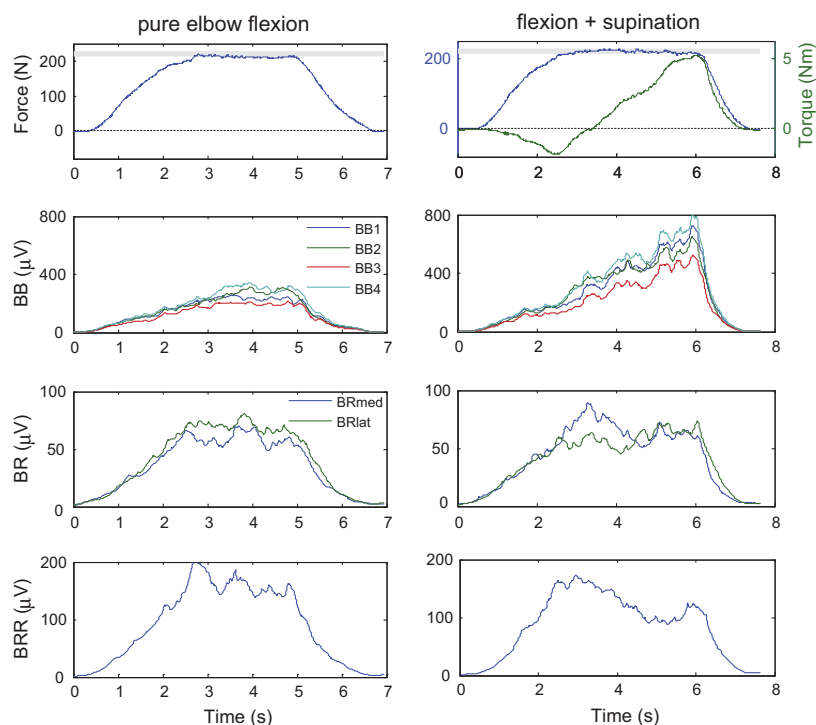 pure elbow flexion
flexion + supination
Force (N)
200
100
0
0 1 2 3 4 5 6 7
200
0
5
0
Torque (Nm)
0 2 4 6 8
BB (µV)
800
400
0
BB1
BB2
BB3
BB4
0 1 2 3 4 5 6 7
800
600
400
200
0
0 2 4 6 8
BR (µV)
100
50
0
BRmed
BRlat
0 1 2 3 4 5 6 7
100
50
0
0 2 4 6 8
BRR (µV)
200
100
0
0 1 2 3 4 5 6 7
Time (s)
200
100
0
0 2 4 6 8
Time (s)